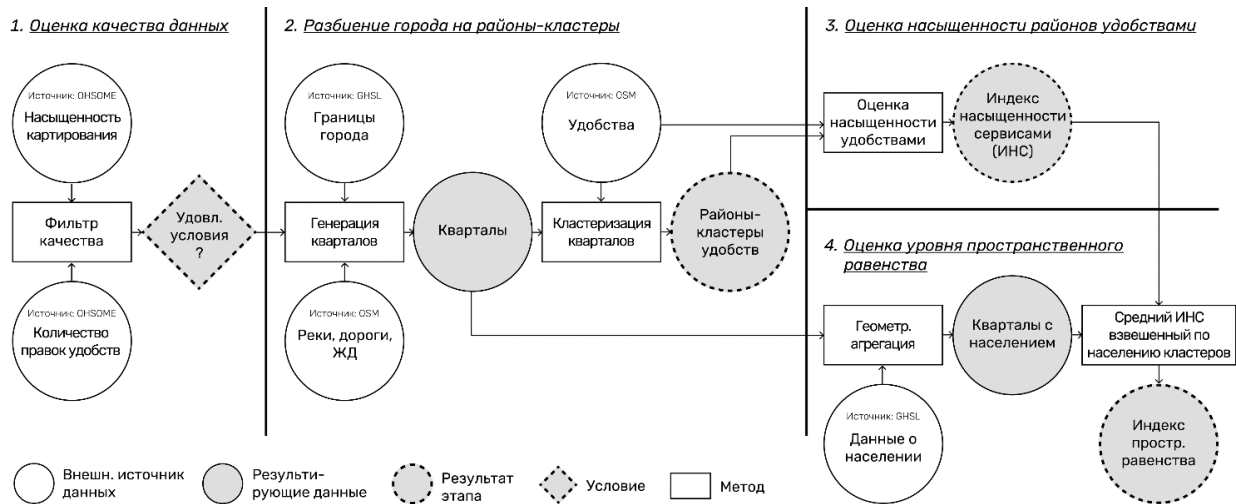 1. Оценка качества данных
Источник: OHSOME
Насыщенность
картирования
Фильтр
качества
Удовл.
условия
?
Источник: OHSOME
Количество
правок удобств
2. Разбиение города на районы-кластеры
Источник: GHSL
Границы
города
Генерация
кварталов
Источник: OSM
Реки, дороги,
ЖД
Кварталы
Источник: OSM
Удобства
Кластеризация
кварталов
Районы-
кластеры
удобств
3. Оценка насыщенности районов удобствами
Оценка
насыщенности
удобствами
Индекс
насыщенности
сервисами
(ИНС)
4. Оценка уровня пространственного
равенства
Геометр.
агрегация
Источник: GHSL
Данные о
населении
Кварталы с
населением
Средний ИНС
взвешенный по
населению кластеров
Индекс
простр.
равенства
Внешн. источник
данных
Результи-
рующие данные
Результат
этапа
Условие
Метод